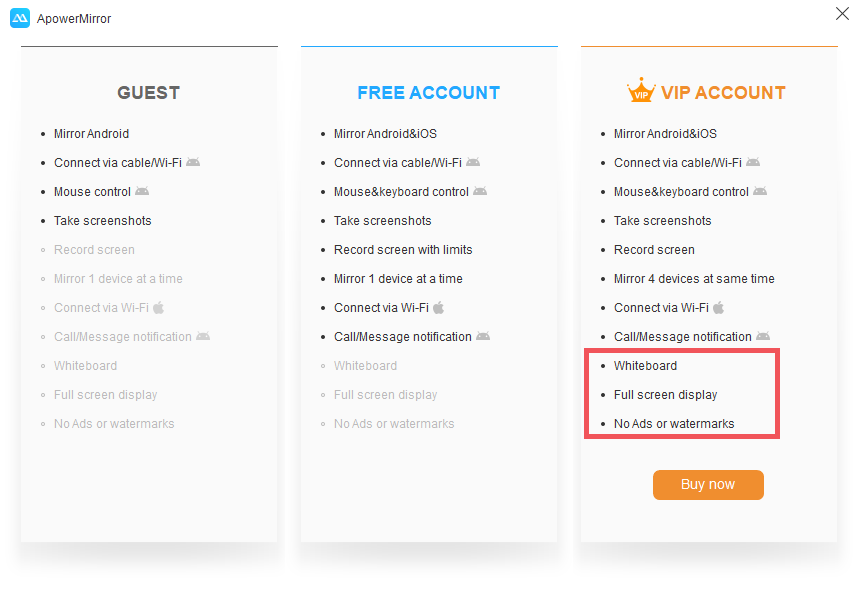 ApowerMirror
GUEST
Mirror Android
Connect via cable/Wi-Fi
Mouse control
Take screenshots
Record screen
Mirror 1 device at a time
Connect via Wi-Fi
Call/Message notification
Whiteboard
Full screen display
No Ads or watermarks
FREE ACCOUNT
Mirror Android&iOS
Connect via cable/Wi-Fi
Mouse&keyboard control
Take screenshots
Record screen with limits
Mirror 1 device at a time
Connect via Wi-Fi
Call/Message notification
Whiteboard
Full screen display
No Ads or watermarks
VIP VIP ACCOUNT
Mirror Android&iOS
Connect via cable/Wi-Fi
Mouse&keyboard control
Take screenshots
Record screen
Mirror 4 devices at same time
Connect via Wi-Fi
Call/Message notification
Whiteboard
Full screen display
No Ads or watermarks
Buy now